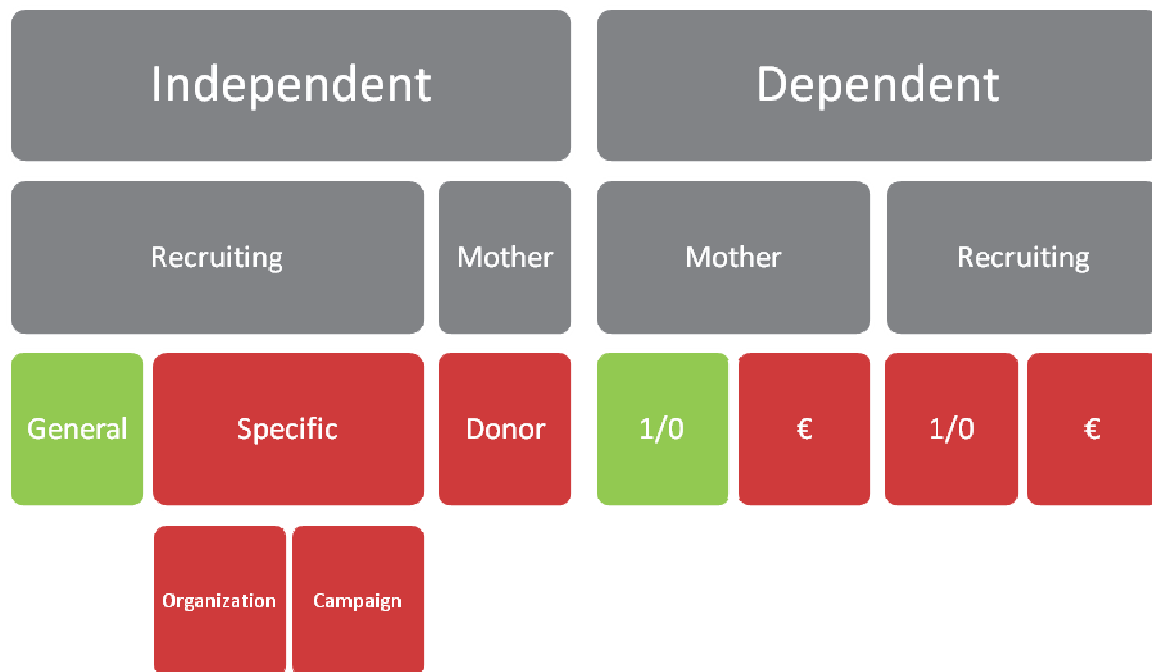 Independent
Dependent
Recruiting
Mother
Mother
Recruiting
General
Specific
Donor
1/0
€
1/0
€
Organization
Campaign